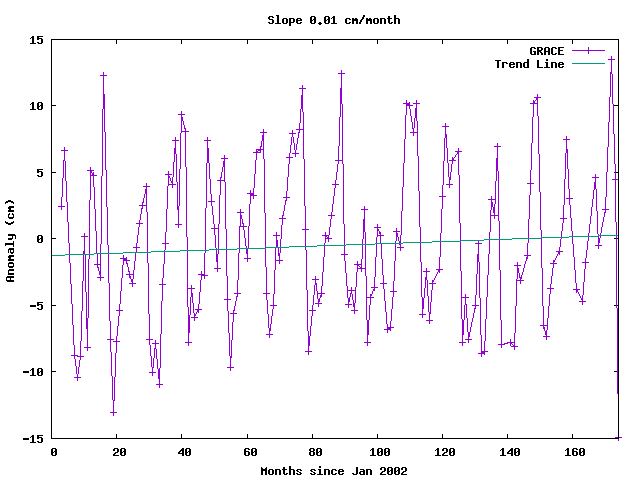 Slope 0.01 cm/month
GRACE
Trend Line
15
10
5
0
-5
-10
-15
Anomaly (cm)
0 20 40 60 80 100 120 140 160
Months since Jan 2002